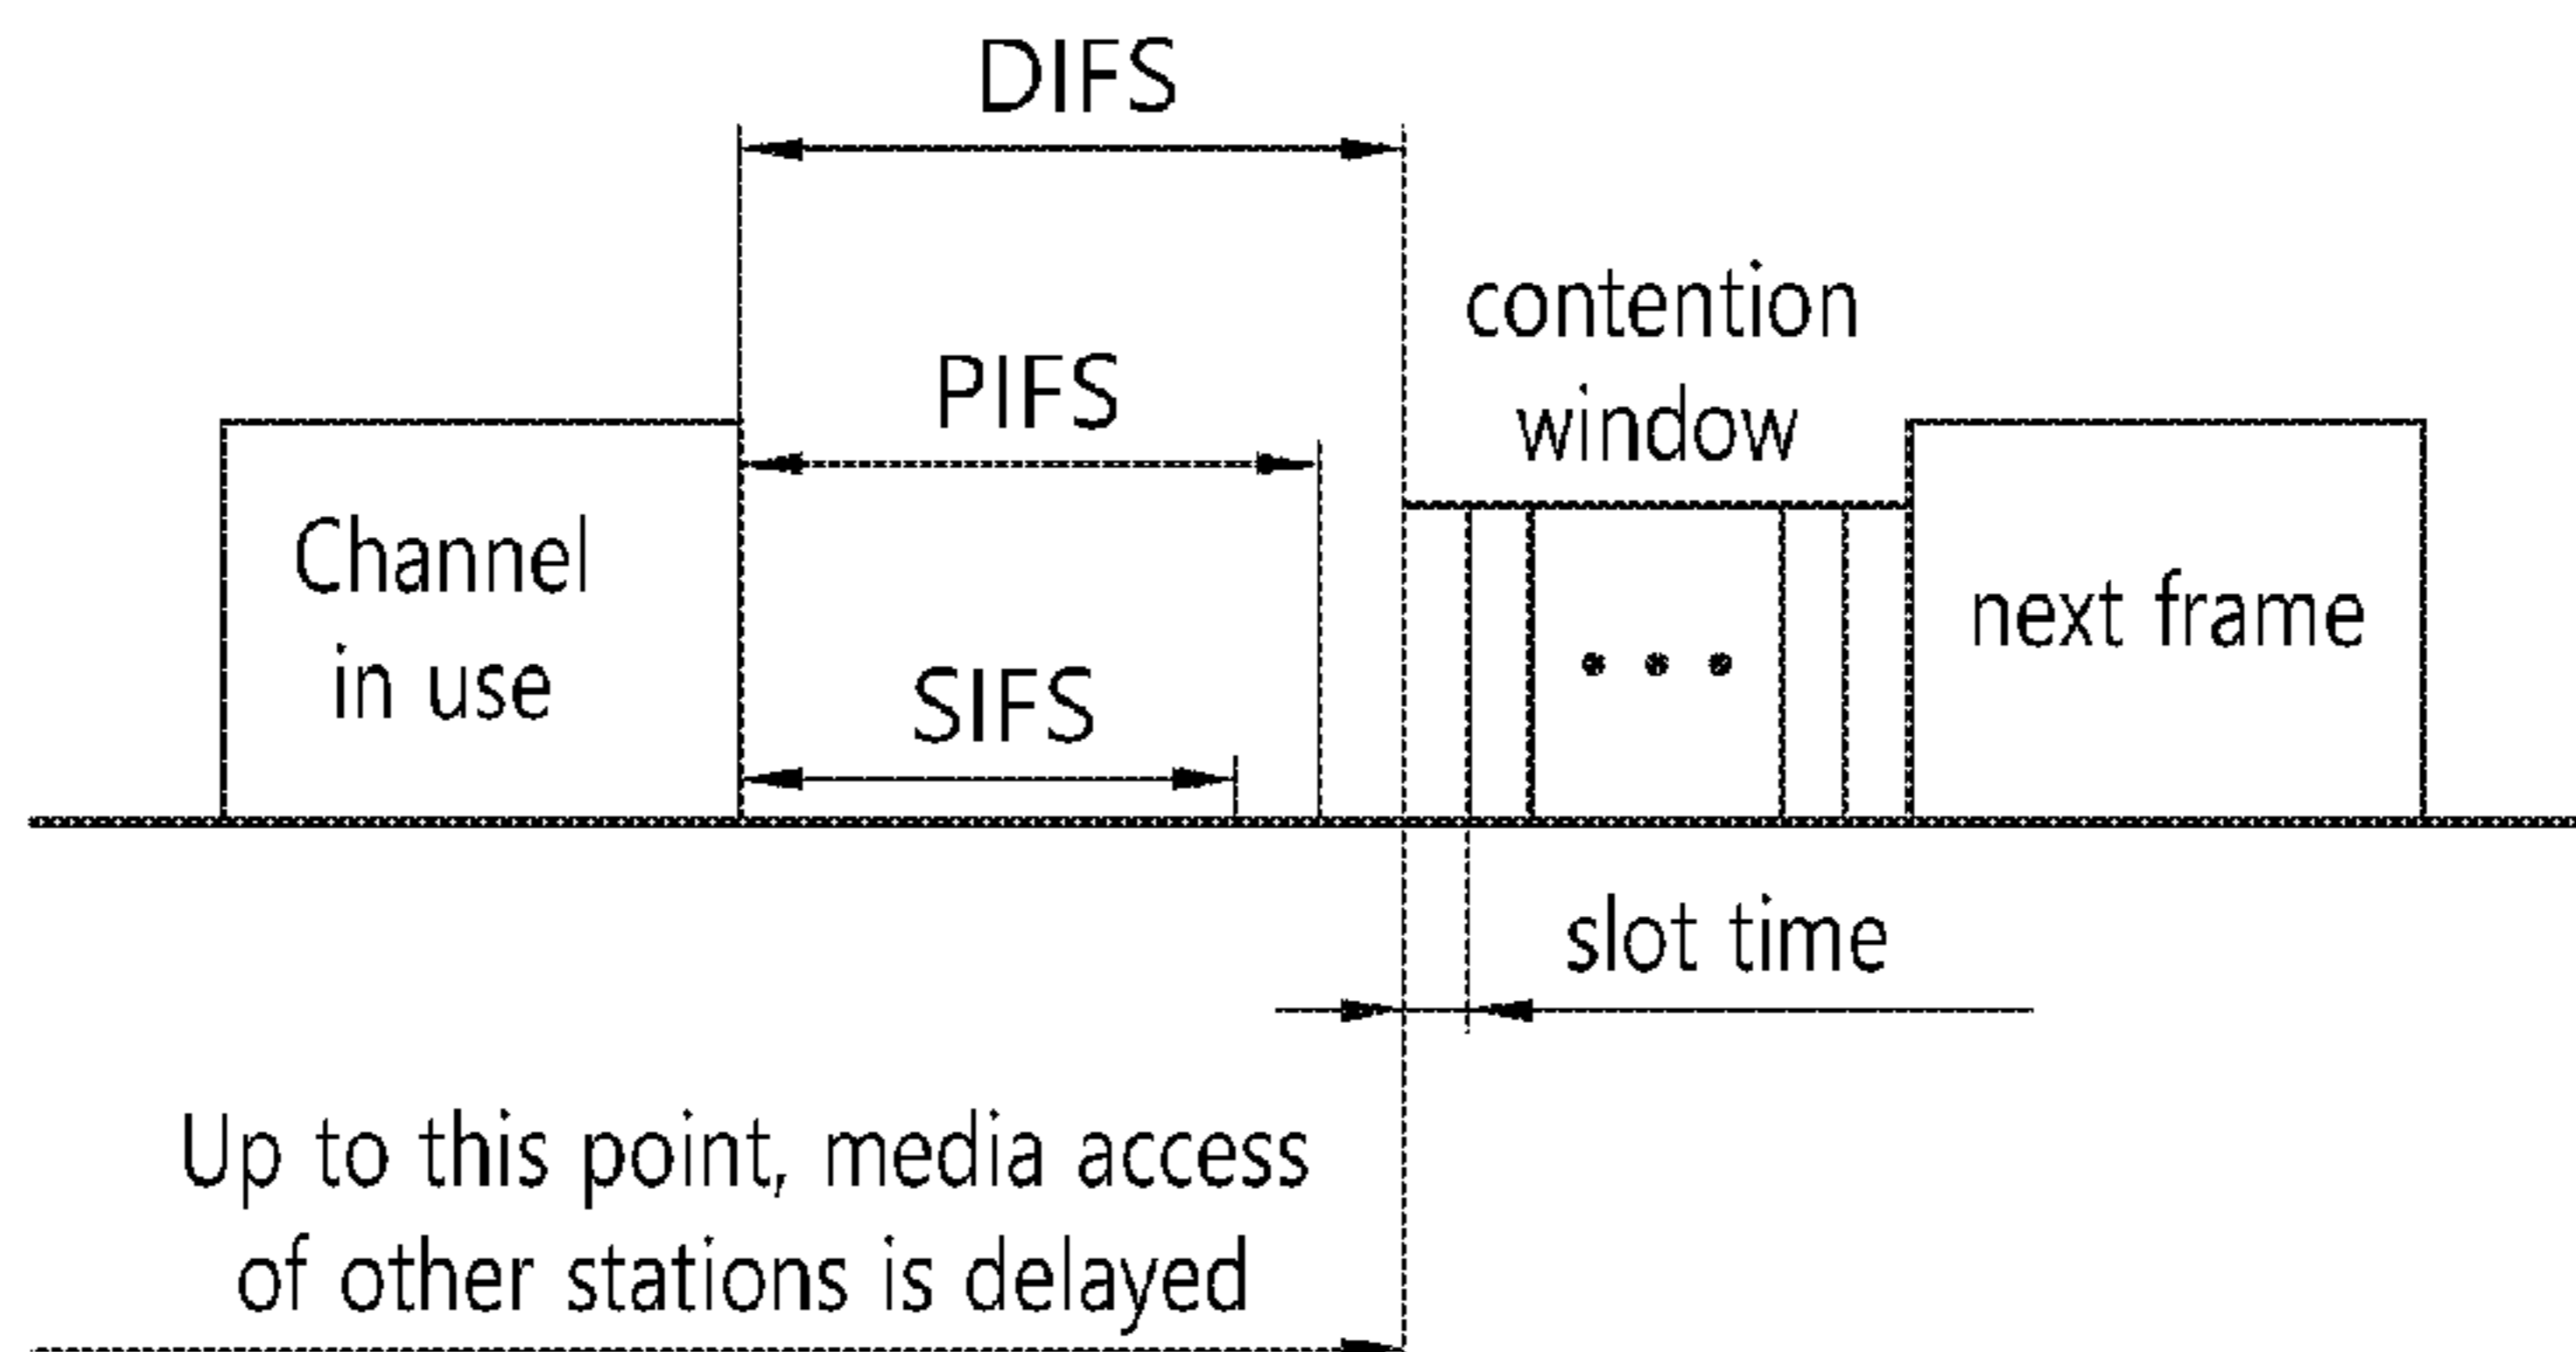 DIFS
contention
window
PIFS
Channel
in use
SIFS
• • •
next frame
slot time
Up to this point, media access
of other stations is delayed